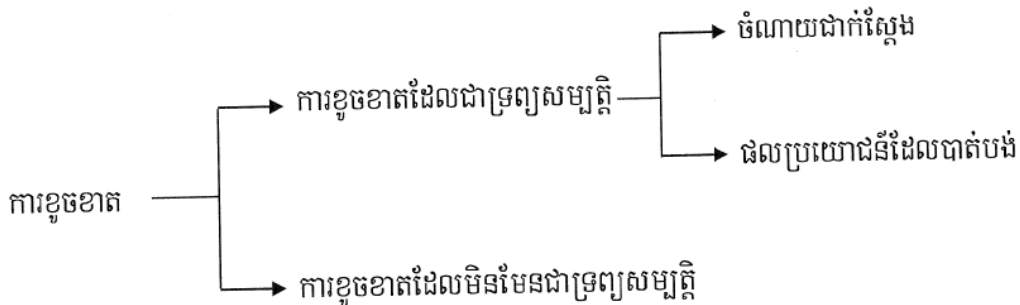 ចំណាយជាក់ស្តែង
ការខូចខាតដែលជាទ្រព្យសម្បត្តិ
ផលប្រយោជន៍ដែលបាត់បង់
ការខូចខាត
ការខូចខាតដែលមិនមែនជាទ្រព្យសម្បត្តិ